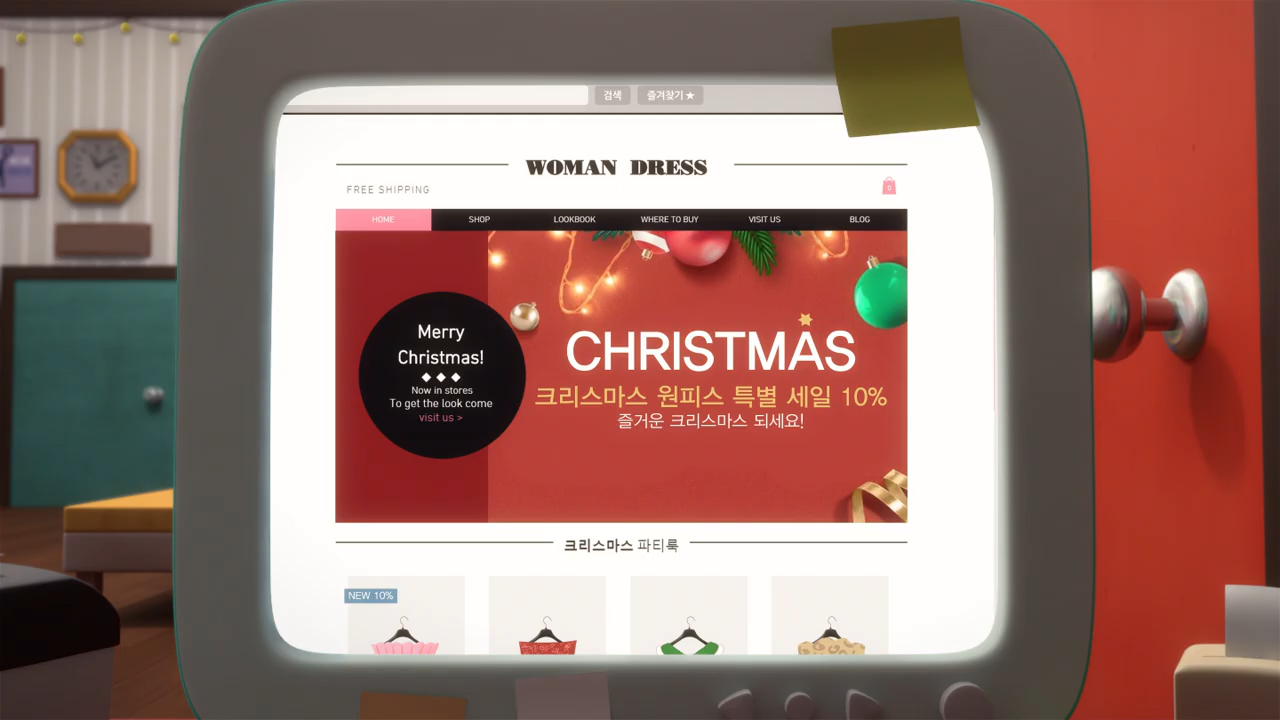 검색 즐겨찾기 ★
WOMAN DRESS
FREE SHIPPING
0
HOME SHOP LOOKBOOK WHERE TO BUY VISIT US BLOG
Merry
Christmas!
Now in stores
To get the look come
visit us >
CHRISTMAS
크리스마스 원피스 특별 세일 10%
즐거운 크리스마스 되세요!
크리스마스 파티룩
NEW 10%